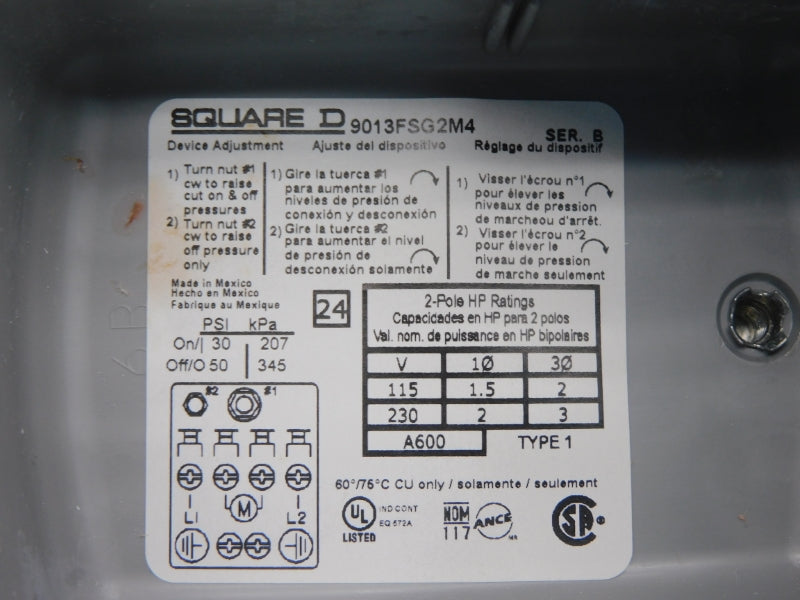 SQUARE D 9013FSG2M4
SER. B
Device Adjustment
Ajuste del dispositivo
Réglage du dispositif
1) Turn nut #1
cw to raise
cut on & off
pressures
2) Turn nut #2
cw to raise
off pressure
only
1) Gire la tuerca #1
para aumentar los
niveles de presión de
conexión y desconexión
2) Gire la tuerca #2
para aumentar el nivel
de presión de
desconexión solamente
1) Visser l'écrou n°1
pour élever les
niveaux de pression
de marcheou d'arrêt.
2) Visser l'écrou n°2
pour élever le
niveau de pression
de marche seulement
Made in Mexico
Hecho en Mexico
Fabrique au Mexique
24
PSI kPa
On/| 30 207
Off/O 50 345
2-Pole HP Ratings
Capacidades en HP para 2 polos
Val. nom. de puissance en HP bipolaires
V 1Ø 3Ø
115 1.5 2
230 2 3
A600 TYPE 1
#2 #1
M
L1 L2
60°/75°C CU only / solamente / seulement
UL
LISTED
IND CONT
EQ 572A
NOM
117
ANCE
MR
SA ®
6B